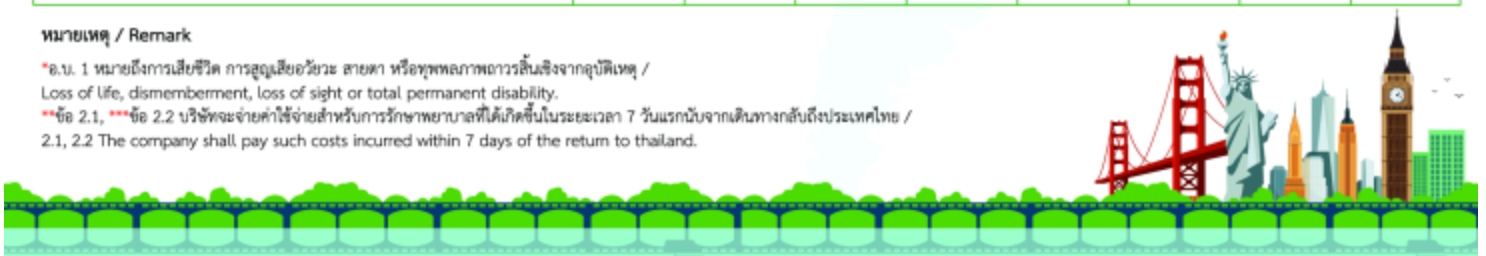 หมายเหตุ / Remark
*อ.บ. 1 หมายถึงการเสียชีวิต การสูญเสียอวัยวะ สายตา หรือทุพพลภาพถาวรสิ้นเชิงจากอุบัติเหตุ /
Loss of life, dismemberment, loss of sight or total permanent disability.
**ข้อ 2.1, ***ข้อ 2.2 บริษัทจะจ่ายค่าใช้จ่ายสำหรับการรักษาพยาบาลที่ได้เกิดขึ้นในระยะเวลา 7 วันแรกนับจากเดินทางกลับถึงประเทศไทย /
2.1, 2.2 The company shall pay such costs incurred within 7 days of the return to thailand.